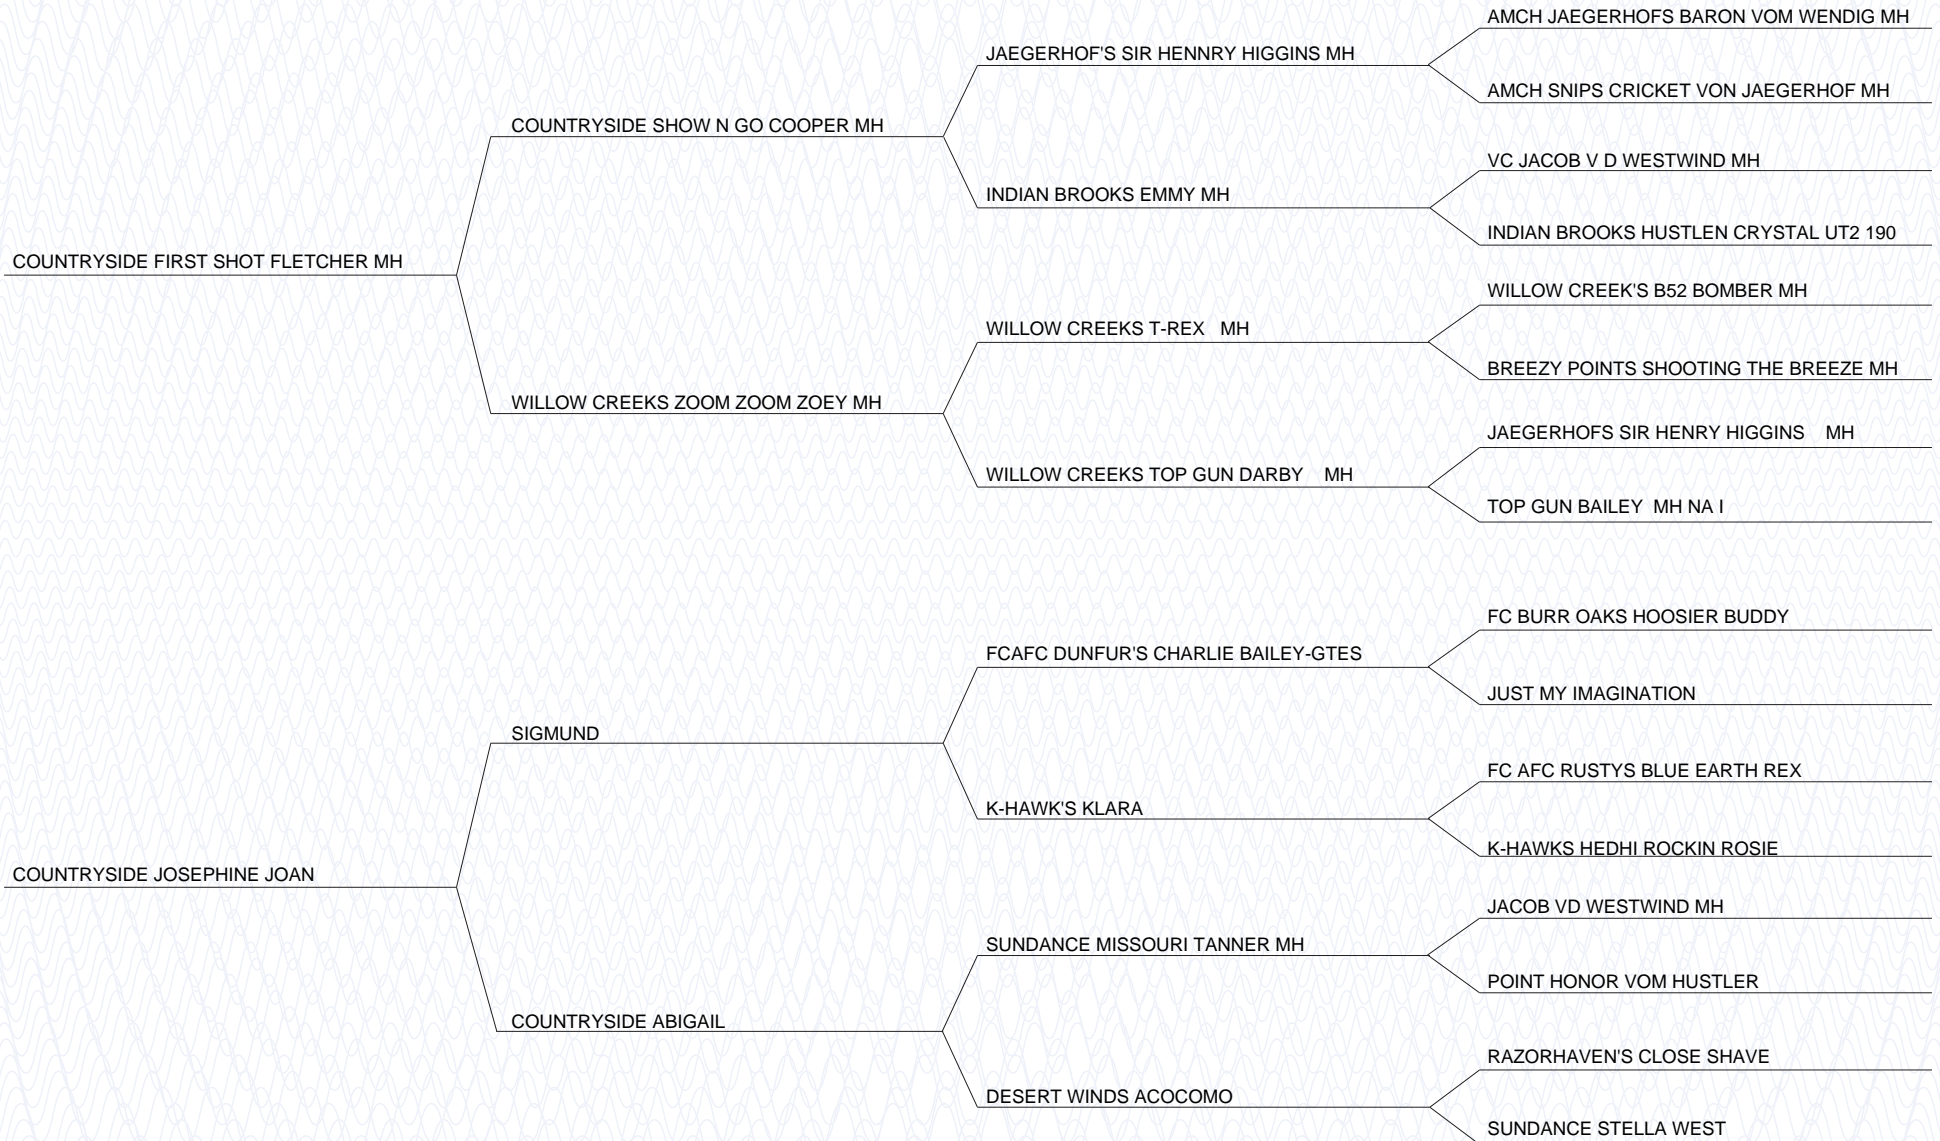 AMCH JAEGERHOFS BARON VOM WENDIG MH
JAEGERHOF'S SIR HENNRY HIGGINS MH
AMCH SNIPS CRICKET VON JAEGERHOF MH
COUNTRYSIDE SHOW N GO COOPER MH
VC JACOB V D WESTWIND MH
INDIAN BROOKS EMMY MH
INDIAN BROOKS HUSTLEN CRYSTAL UT2 190
COUNTRYSIDE FIRST SHOT FLETCHER MH
WILLOW CREEK'S B52 BOMBER MH
WILLOW CREEKS T-REX MH
BREEZY POINTS SHOOTING THE BREEZE MH
WILLOW CREEKS ZOOM ZOOM ZOEY MH
JAEGERHOFS SIR HENRY HIGGINS MH
WILLOW CREEKS TOP GUN DARBY MH
TOP GUN BAILEY MH NA I
FC BURR OAKS HOOSIER BUDDY
FCAFC DUNFUR'S CHARLIE BAILEY-GTES
JUST MY IMAGINATION
SIGMUND
FC AFC RUSTYS BLUE EARTH REX
K-HAWK'S KLARA
K-HAWKS HEDHI ROCKIN ROSIE
COUNTRYSIDE JOSEPHINE JOAN
JACOB VD WESTWIND MH
SUNDANCE MISSOURI TANNER MH
POINT HONOR VOM HUSTLER
COUNTRYSIDE ABIGAIL
RAZORHAVEN'S CLOSE SHAVE
DESERT WINDS ACOCOMO
SUNDANCE STELLA WEST